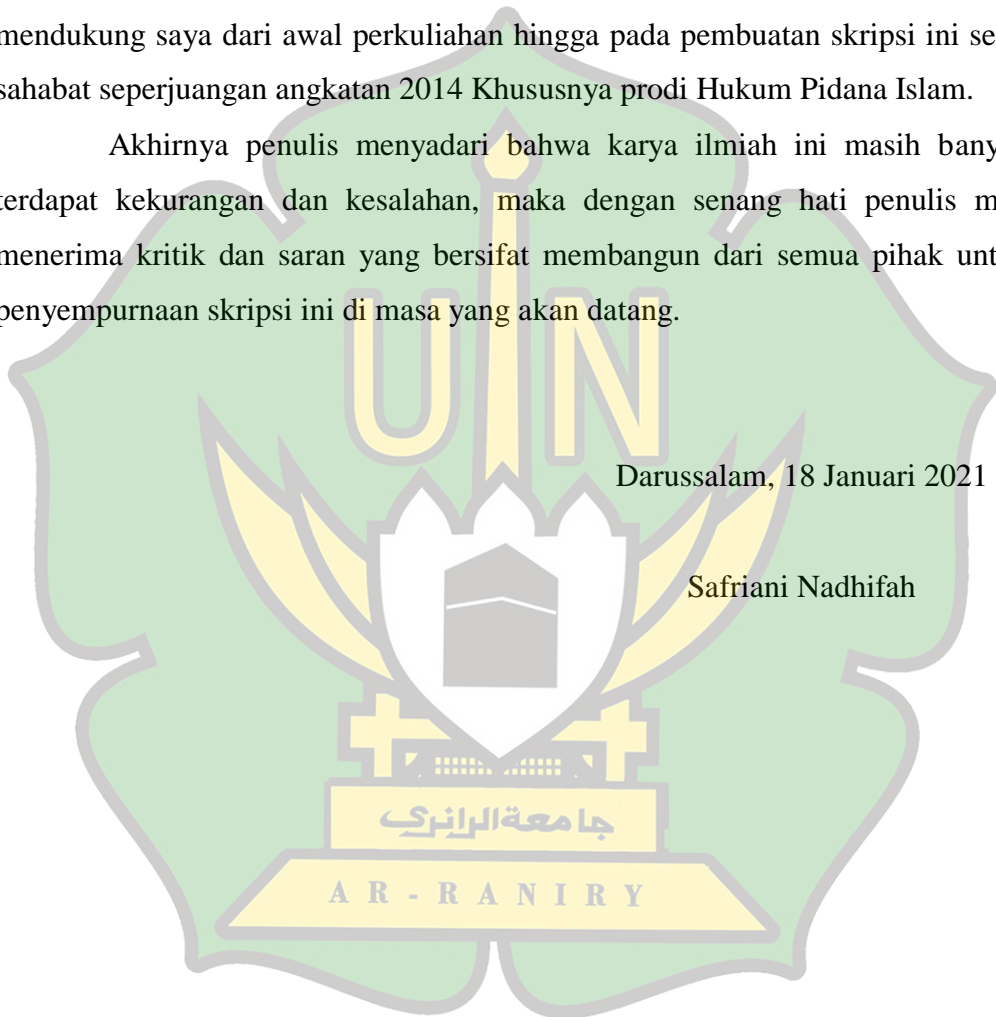 mendukung saya dari awal perkuliahan hingga pada pembuatan skripsi ini se
sahabat seperjuangan angkatan 2014 Khususnya prodi Hukum Pidana Islam.
Akhirnya penulis menyadari bahwa karya ilmiah ini masih bany
terdapat kekurangan dan kesalahan, maka dengan senang hati penulis m
menerima kritik dan saran yang bersifat membangun dari semua pihak unt
penyempurnaan skripsi ini di masa yang akan datang.
UIN
Darussalam, 18 Januari 2021
Safriani Nadhifah
جامعة الرانري
AR-RANIRY